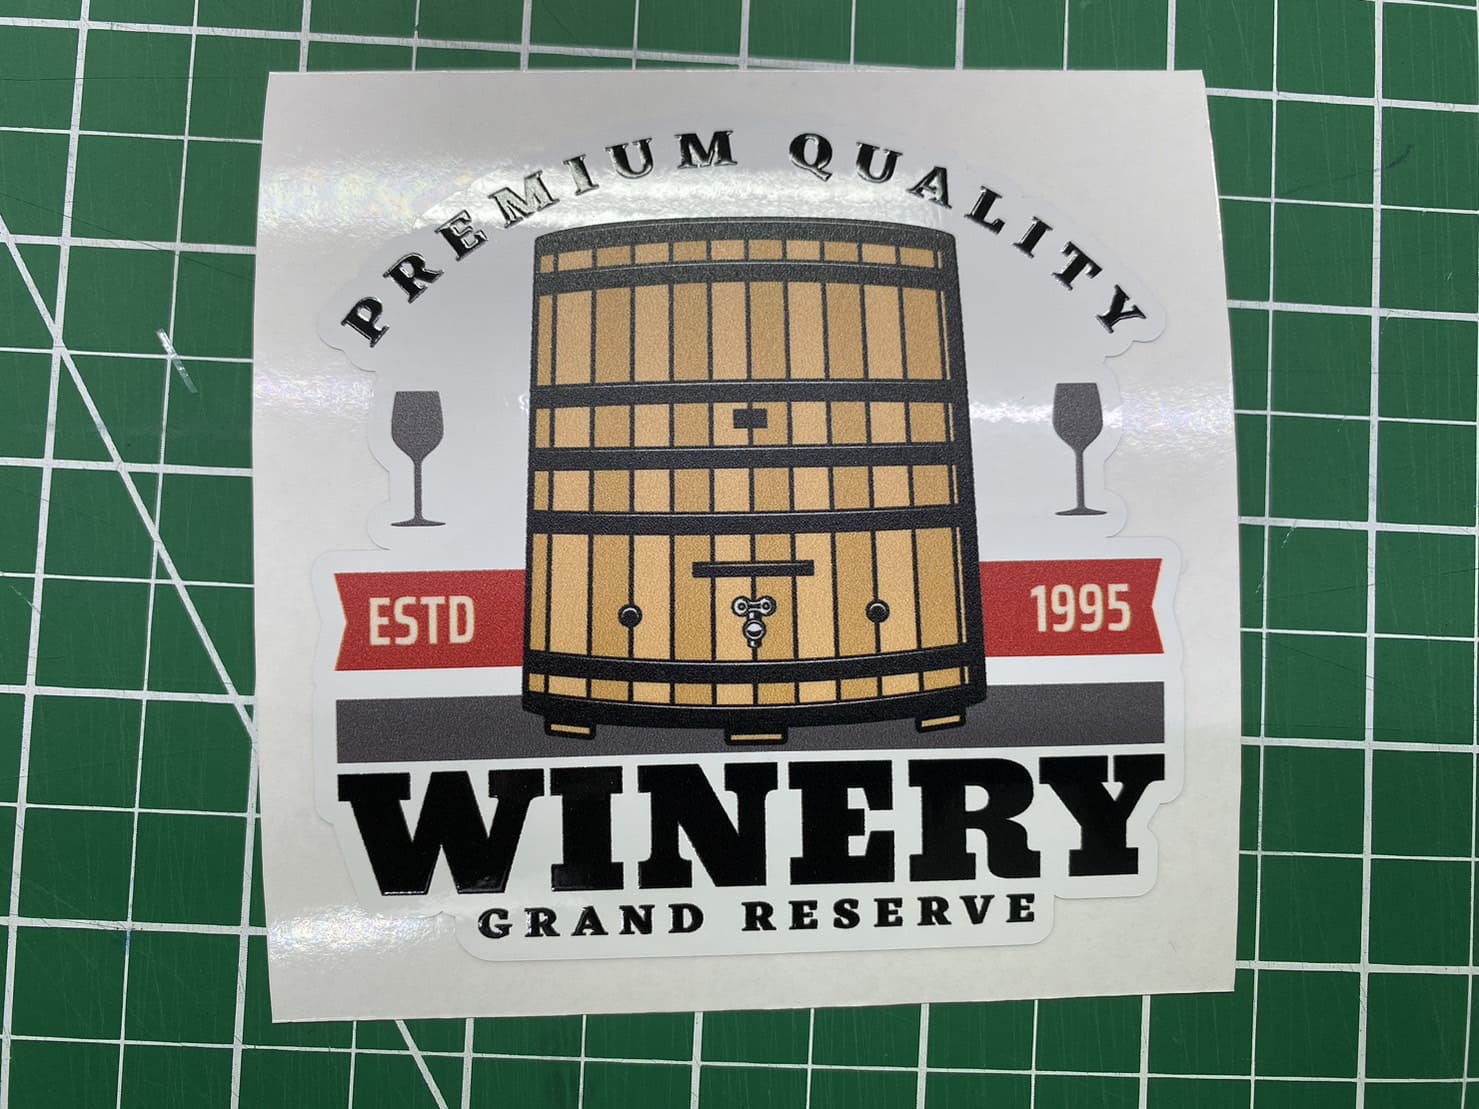 PREMIUM QUALITY
ESTD 1995
WINERY
GRAND RESERVE